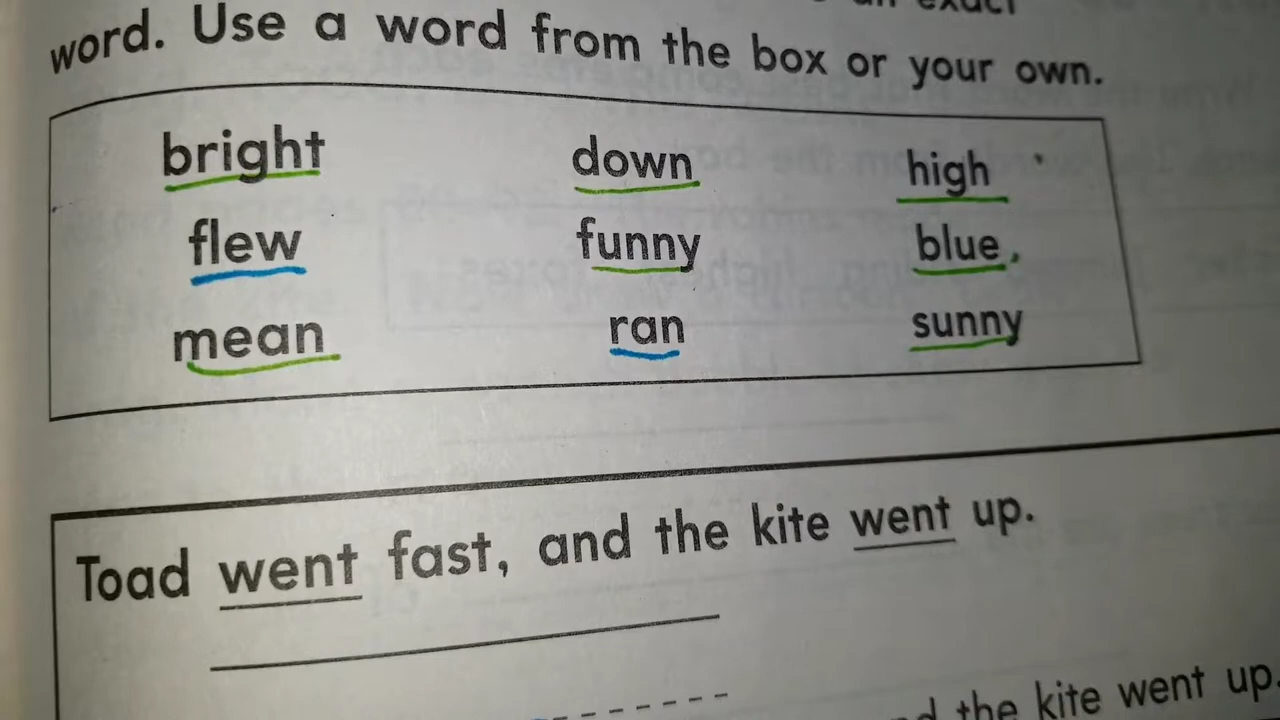 exact
word. Use a word from the box or your own.
bright down high
flew funny blue
mean ran sunny
Toad went fast, and the kite went up.
the kite went up.